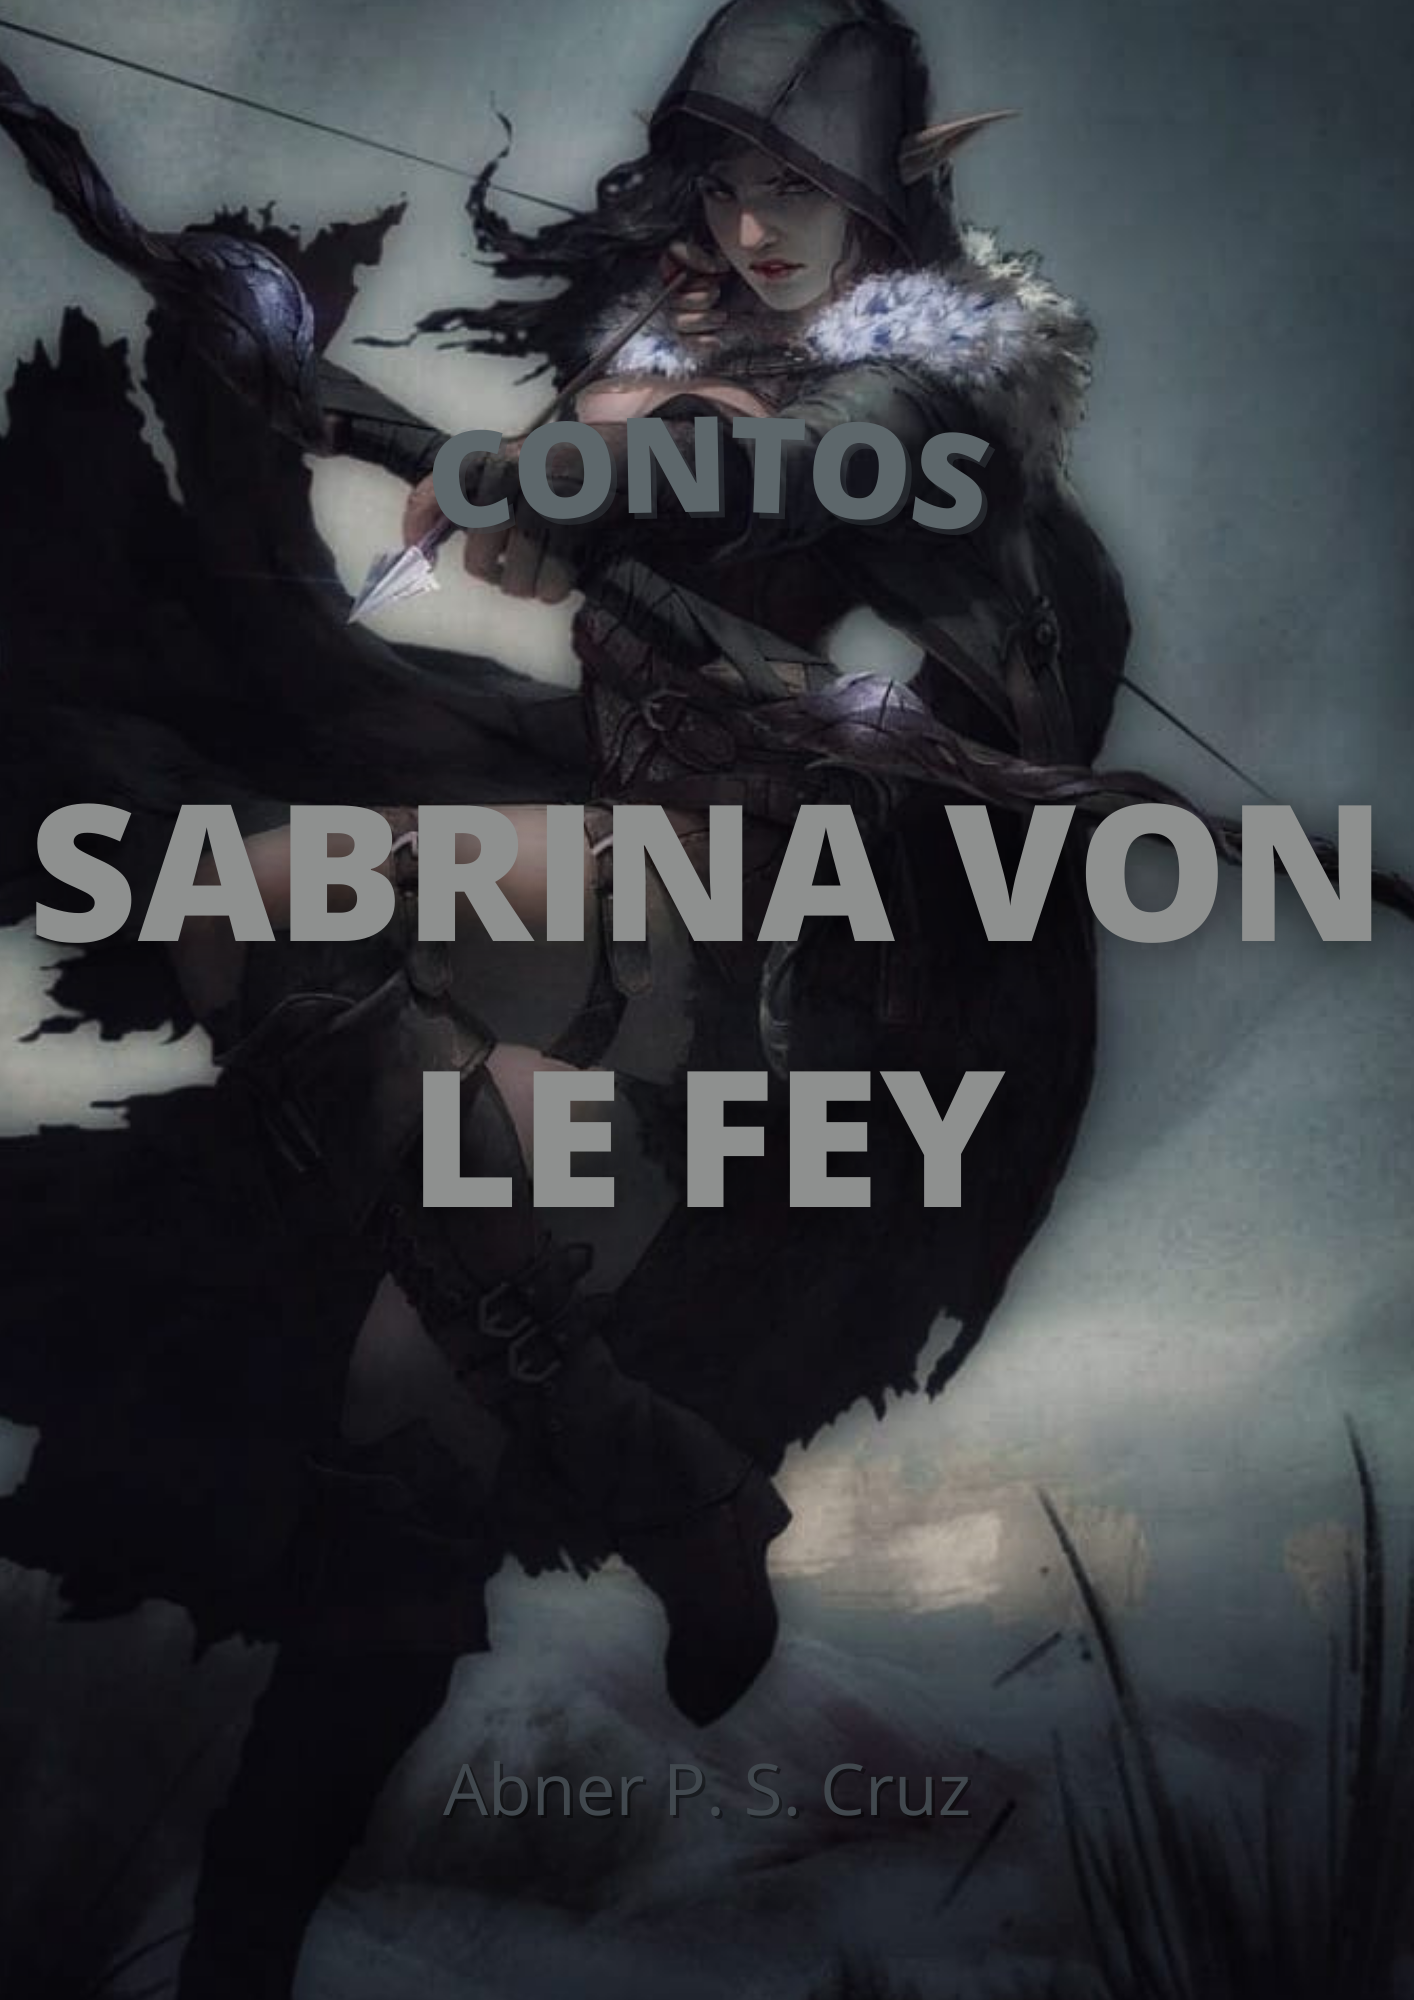 CONTOS
SABRINA VON
LE FEY
Abner P. S. Cruz